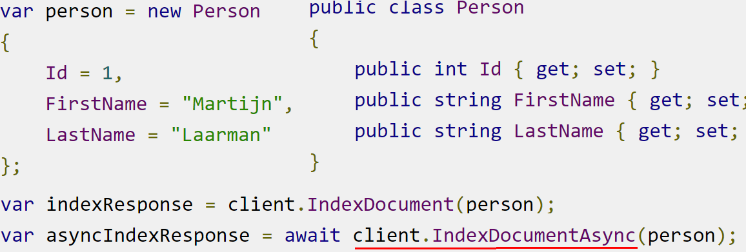 var person = new Person
{
    Id = 1,
    FirstName = "Martijn",
    LastName = "Laarman"
};
public class Person
{
    public int Id { get; set; }
    public string FirstName { get; set;
    public string LastName { get; set;
}
var indexResponse = client.IndexDocument(person);
var asyncIndexResponse = await client.IndexDocumentAsync(person);